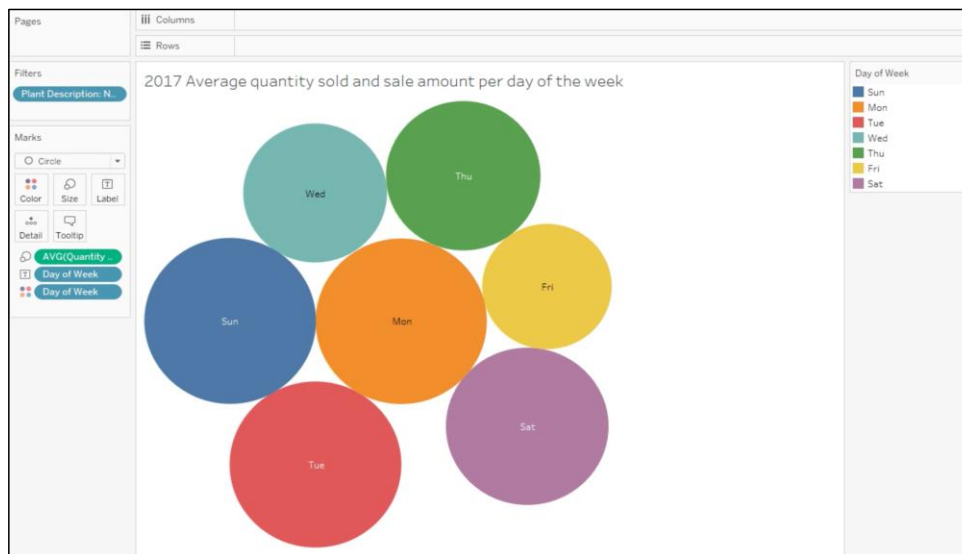 Pages
Columns
Rows
Filters
Plant Description: N..
Marks
Circle
Color Size Label
Detail Tooltip
AVG(Quantity ..
Day of Week
Day of Week
2017 Average quantity sold and sale amount per day of the week
Wed
Thu
Fri
Sun
Mon
Sat
Tue
Day of Week
Sun
Mon
Tue
Wed
Thu
Fri
Sat